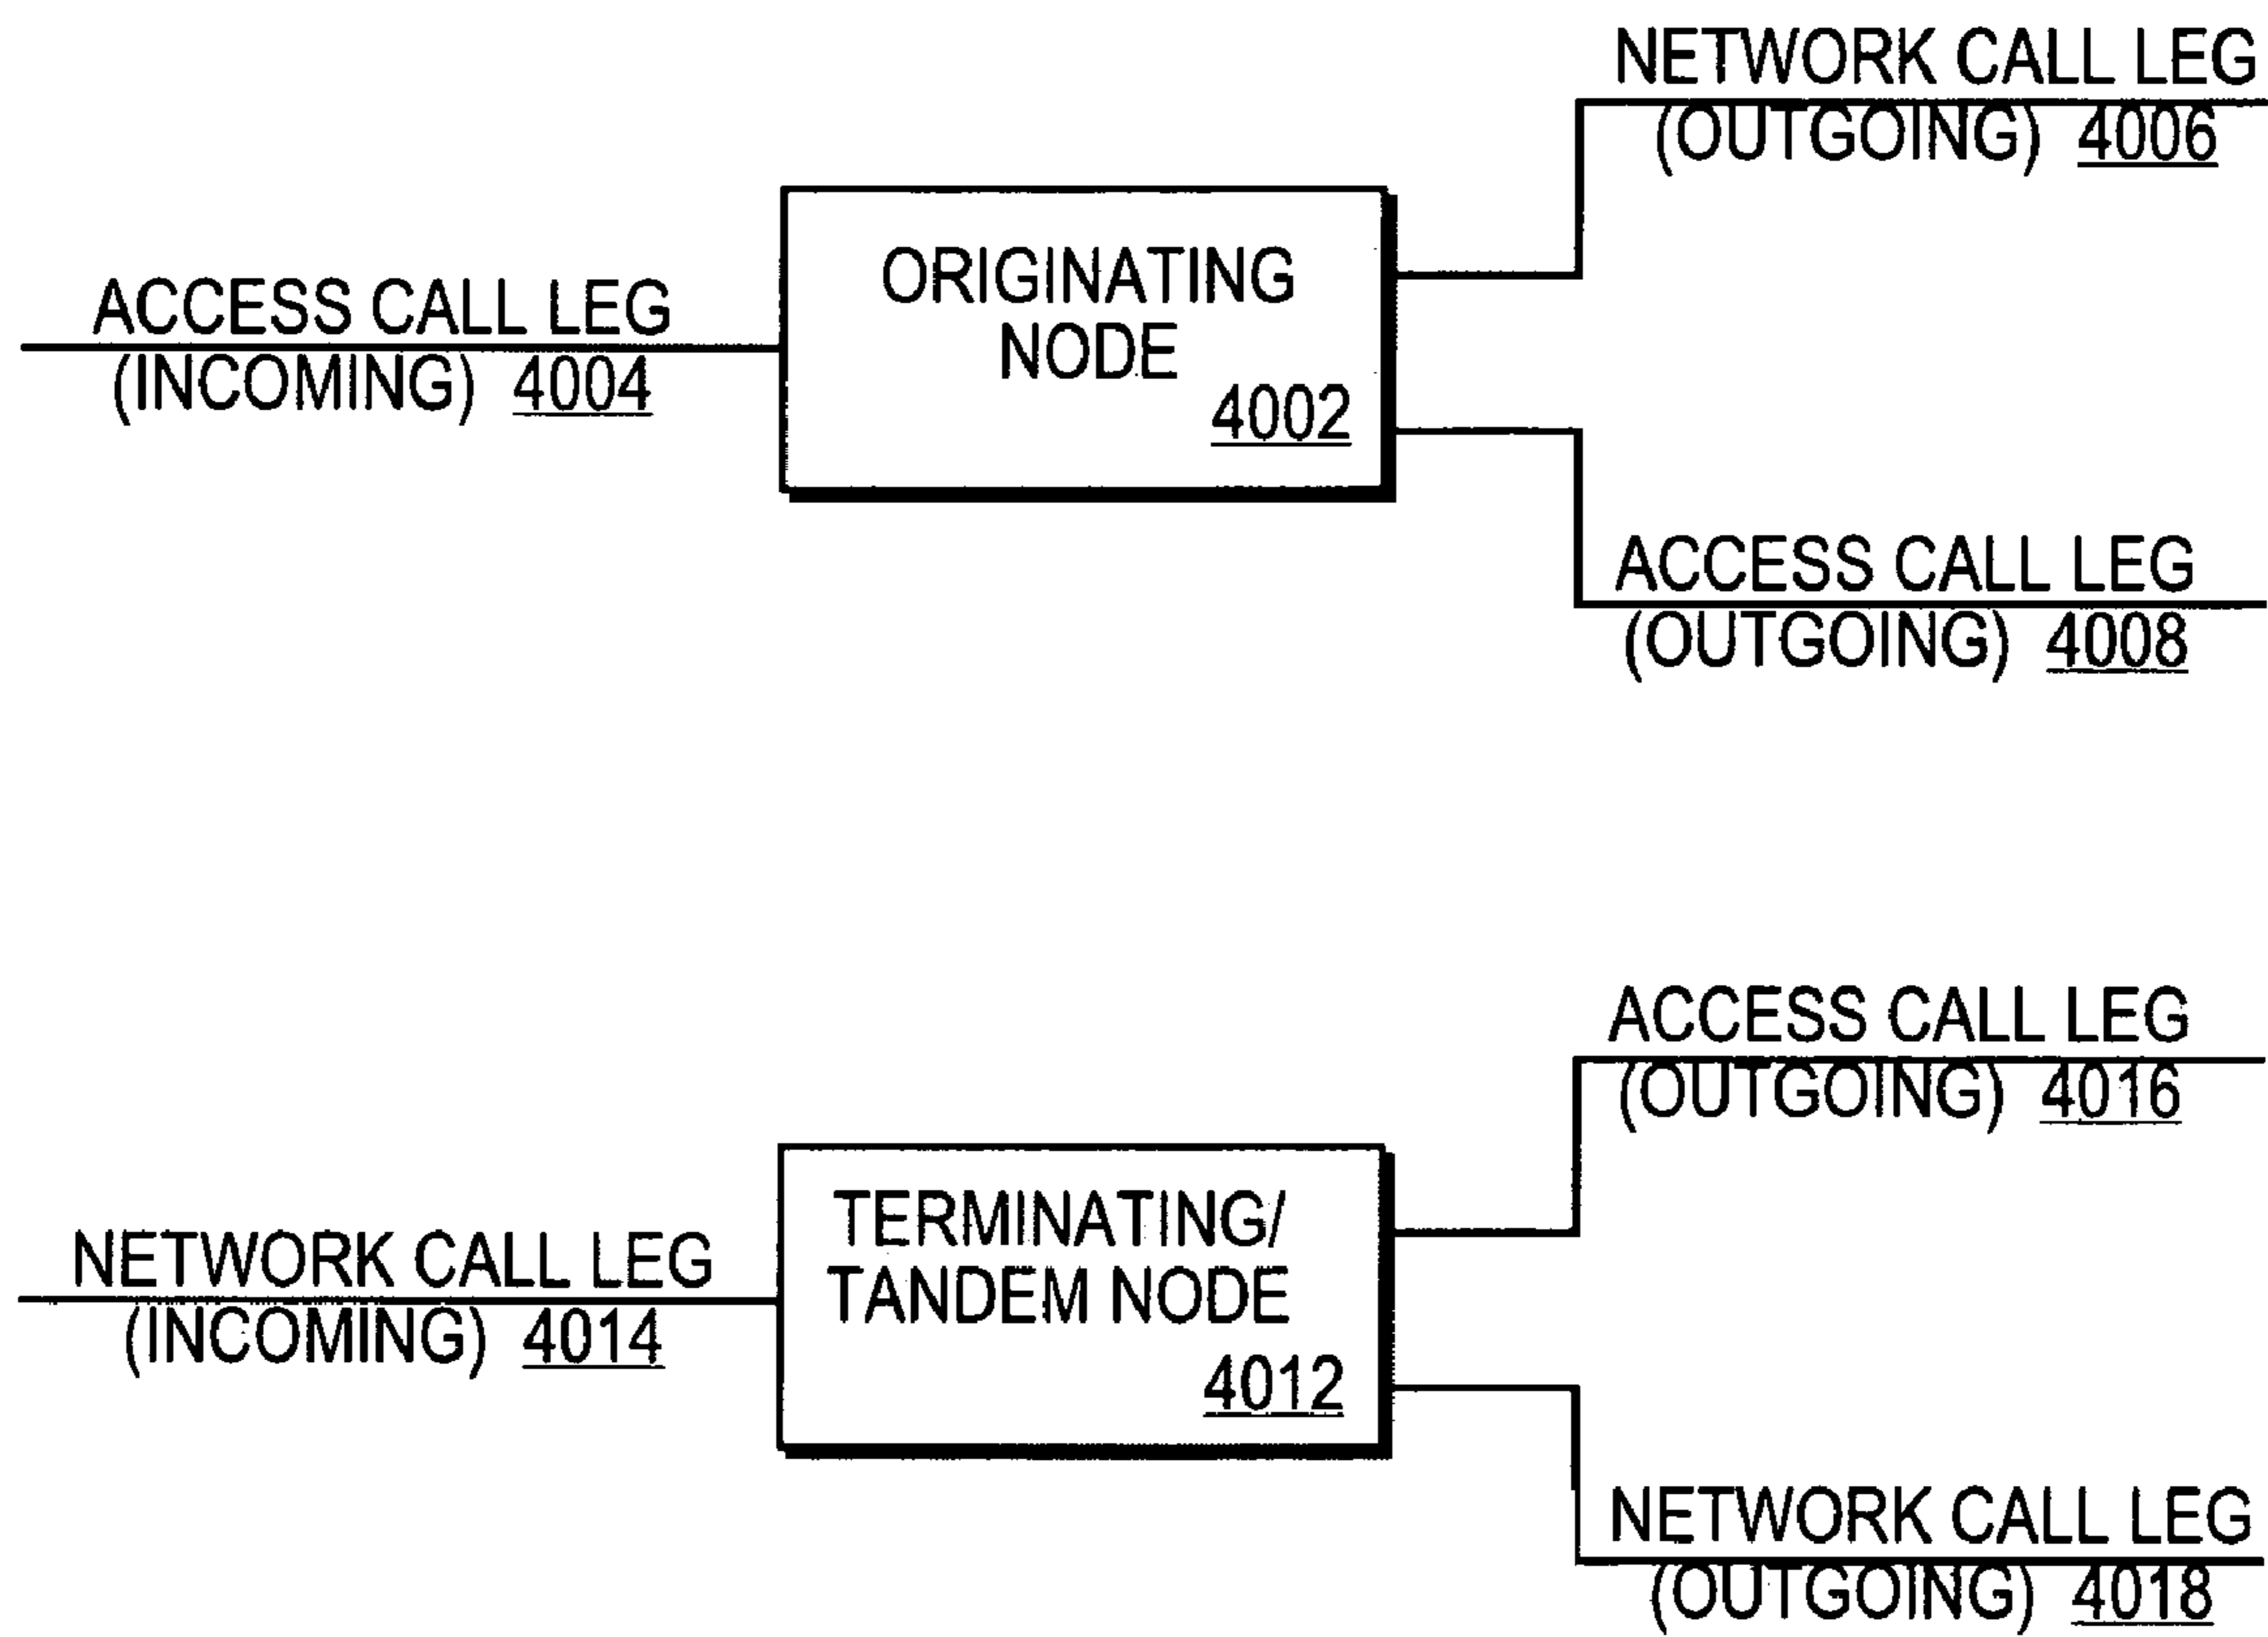 NETWORK CALL LEG
(OUTGOING) 4006
ORIGINATING
NODE
4002
ACCESS CALL LEG
(INCOMING) 4004
ACCESS CALL LEG
(OUTGOING) 4008
ACCESS CALL LEG
(OUTGOING) 4016
TERMINATING/
TANDEM NODE
4012
NETWORK CALL LEG
(INCOMING) 4014
NETWORK CALL LEG
(OUTGOING) 4018